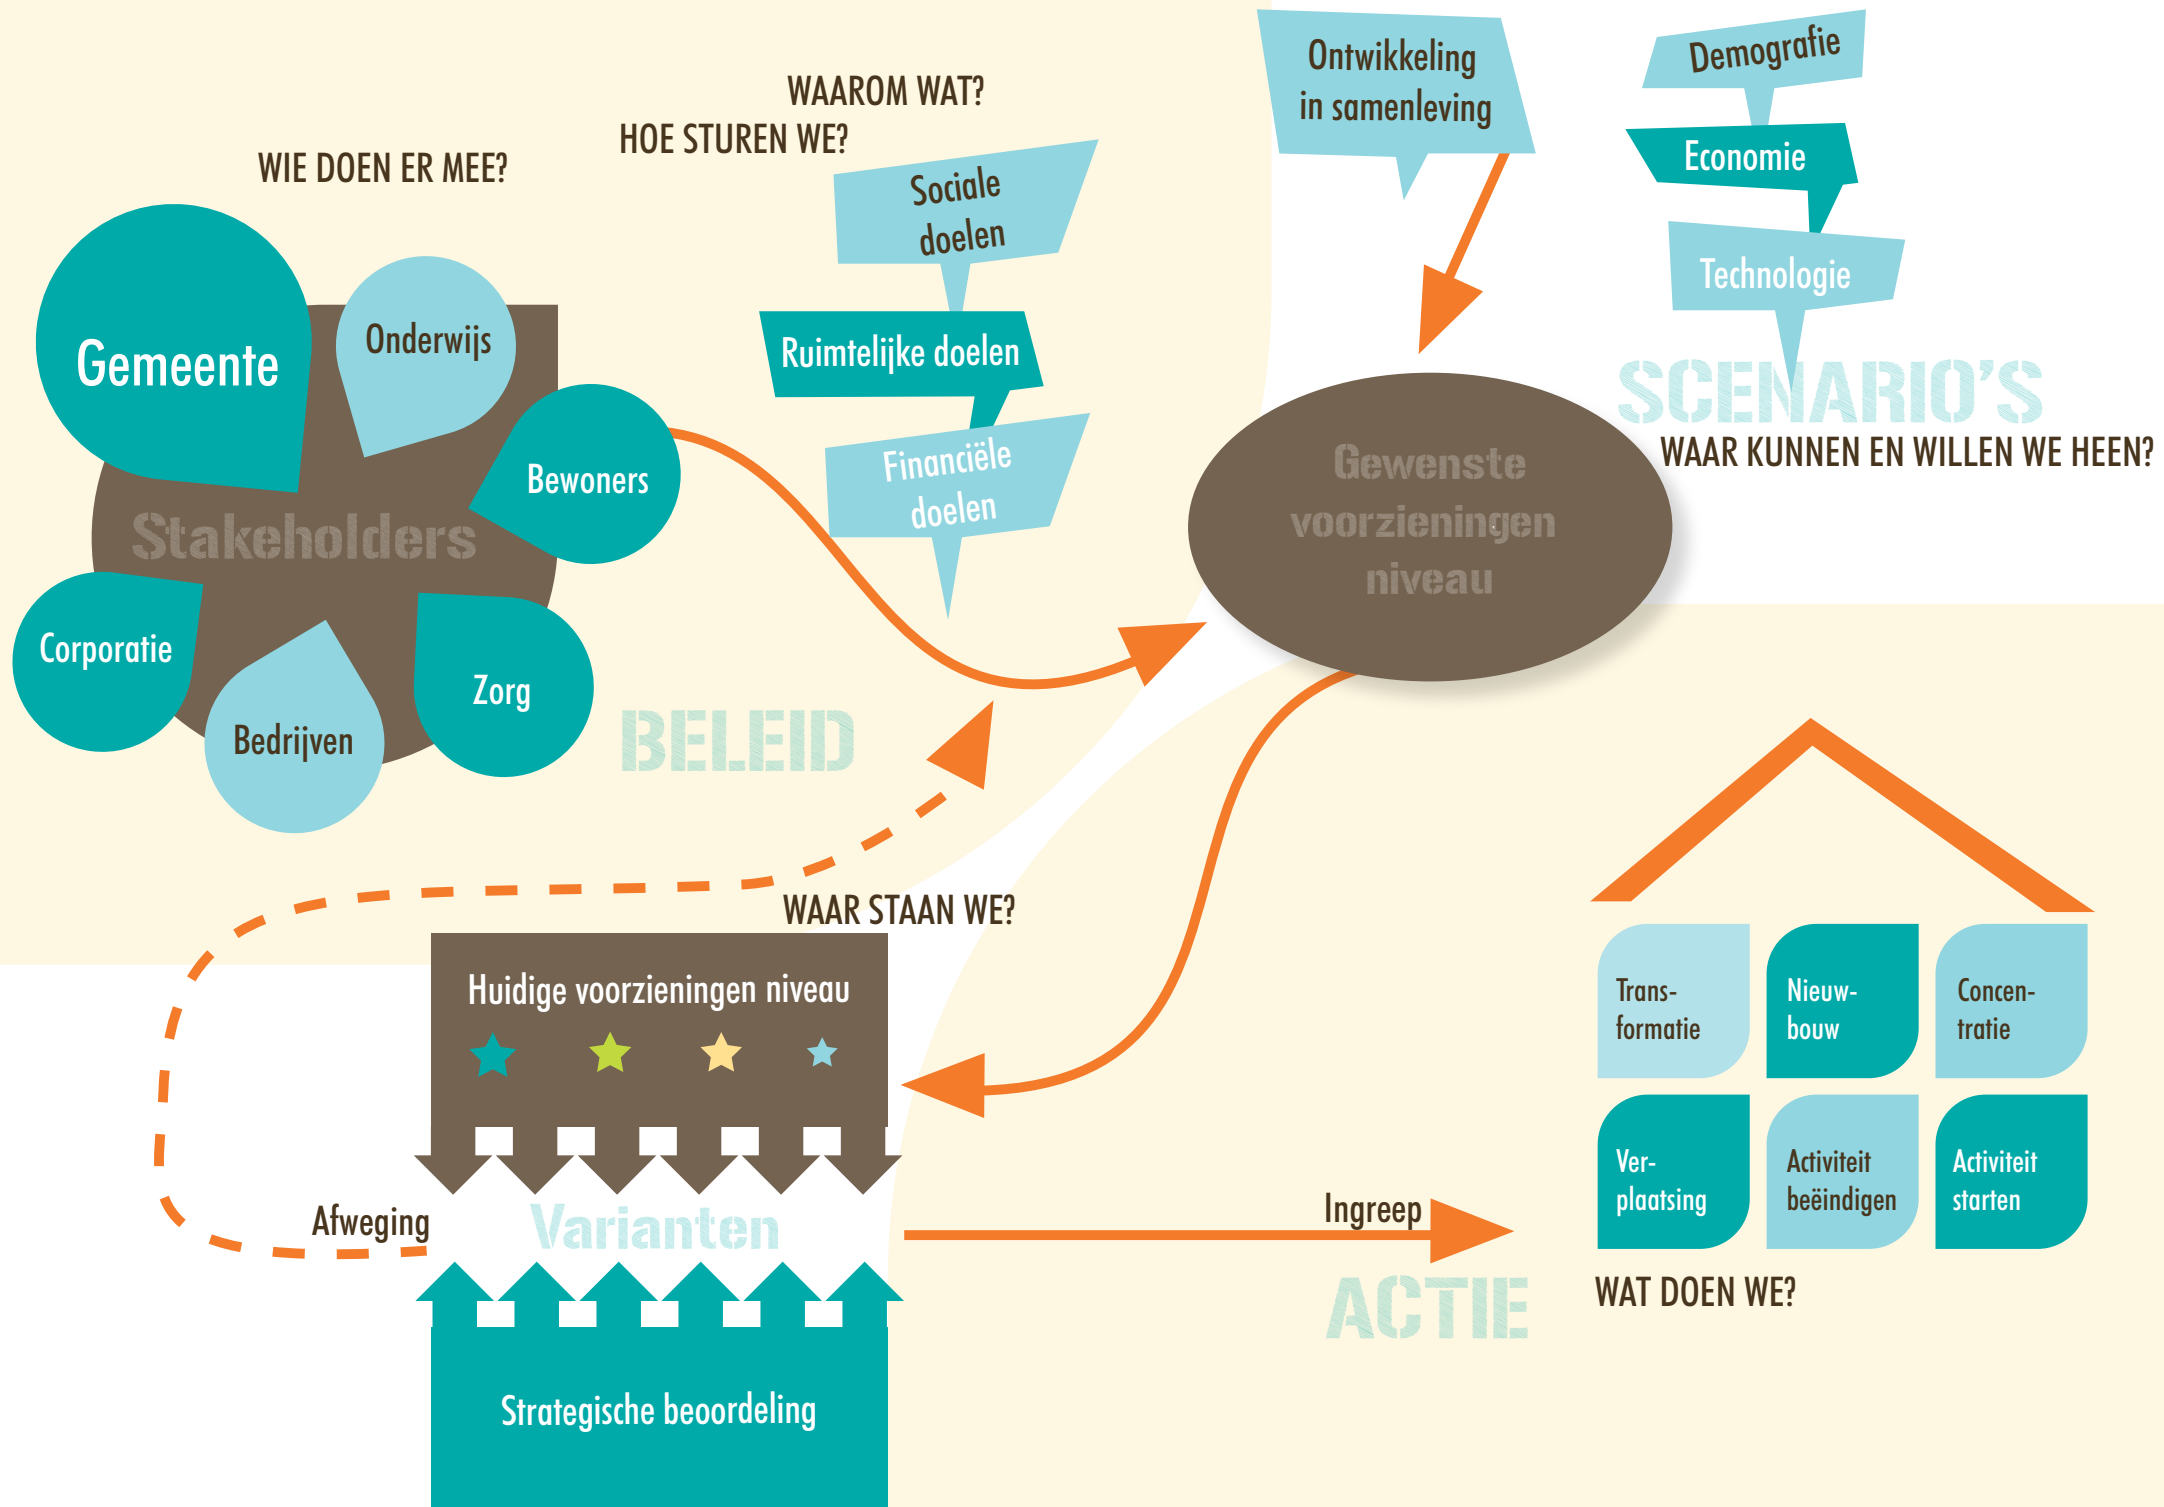 WIE DOEN ER MEE?
Gemeente
Onderwijs
Bewoners
Stakeholders
Corporatie
Bedrijven
Zorg
WAAROM WAT?
HOE STUREN WE?
Sociale
doelen
Ruimtelijke doelen
Financiële
doelen
BELEID
Ontwikkeling
in samenleving
Demografie
Economie
Technologie
SCENARIO'S
WAAR KUNNEN EN WILLEN WE HEEN?
Gewenste
voorzieningen
niveau
WAAR STAAN WE?
Huidige voorzieningen niveau
Afweging
Varianten
Strategische beoordeling
Ingreep
ACTIE
Trans-
formatie
Nieuw-
bouw
Concen-
tratie
Ver-
plaatsing
Activiteit
beëindigen
Activiteit
starten
WAT DOEN WE?